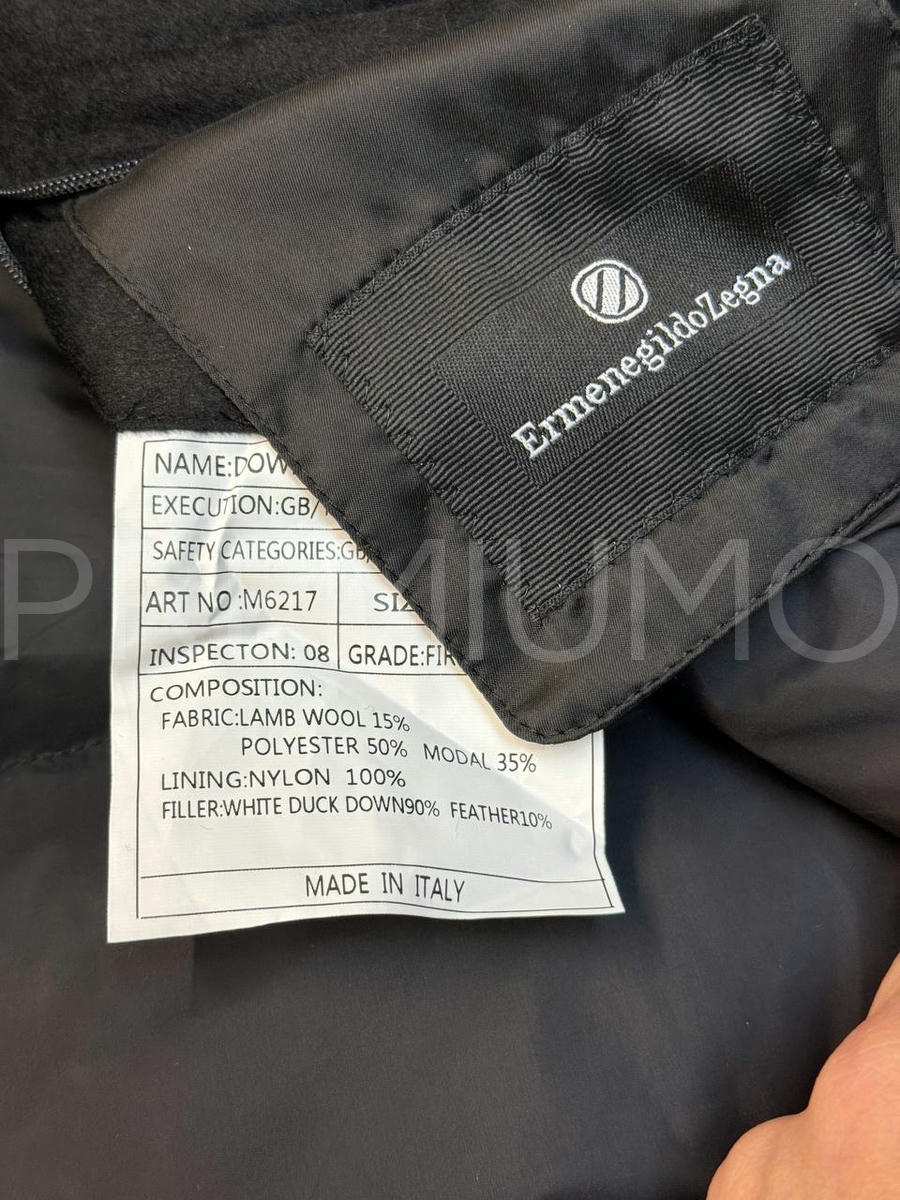 ErmenegildoZegna
NAME:DOW
EXECUTION:GB/
SAFETY CATEGORIES:GB
ART NO :M6217 SIZ
INSPECTON: 08 GRADE:FIR
COMPOSITION:
FABRIC:LAMB WOOL 15%
POLYESTER 50% MODAL 35%
LINING:NYLON 100%
FILLER:WHITE DUCK DOWN90% FEATHER10%
MADE IN ITALY
PREMIUMO